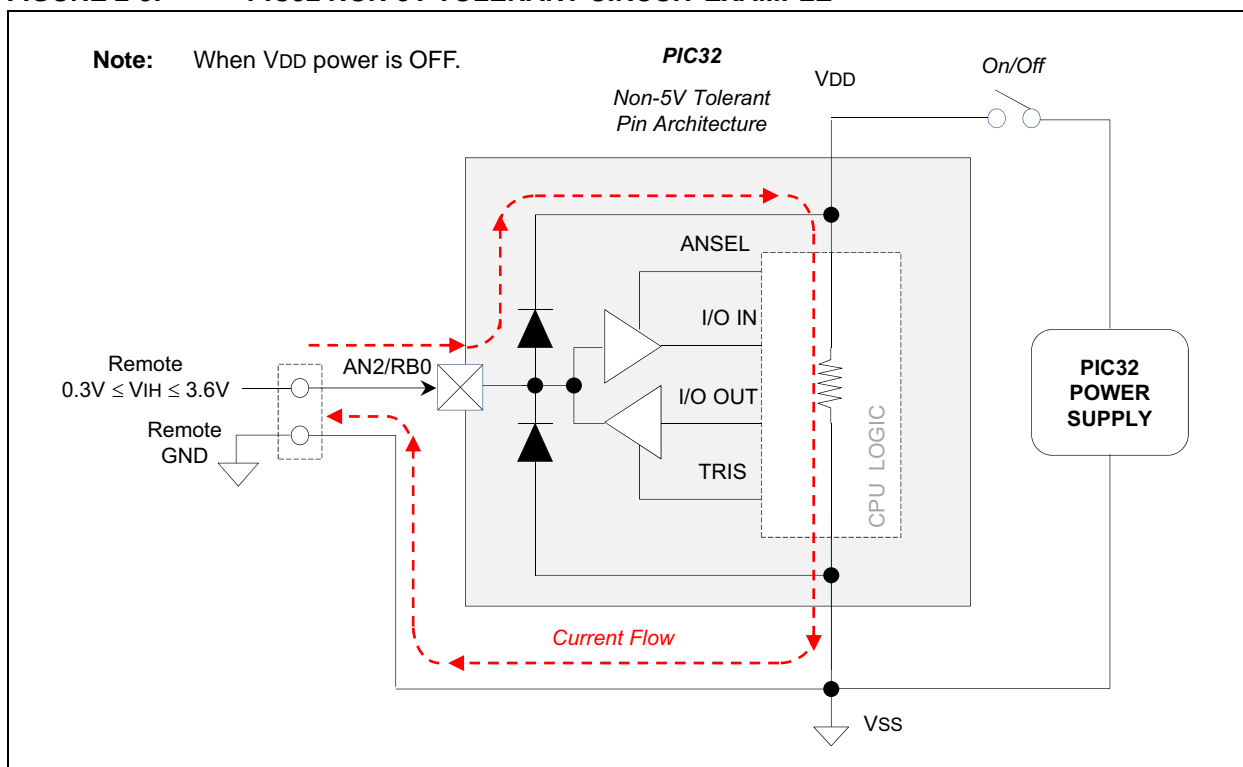 Note: When VDD power is OFF.
PIC32
Non-5V Tolerant
Pin Architecture
VDD
On/Off
ANSEL
I/O IN
Remote
0.3V ≤ VIH ≤ 3.6V
AN2/RB0
I/O OUT
Remote
GND
TRIS
CPU LOGIC
PIC32
POWER
SUPPLY
Current Flow
VSS